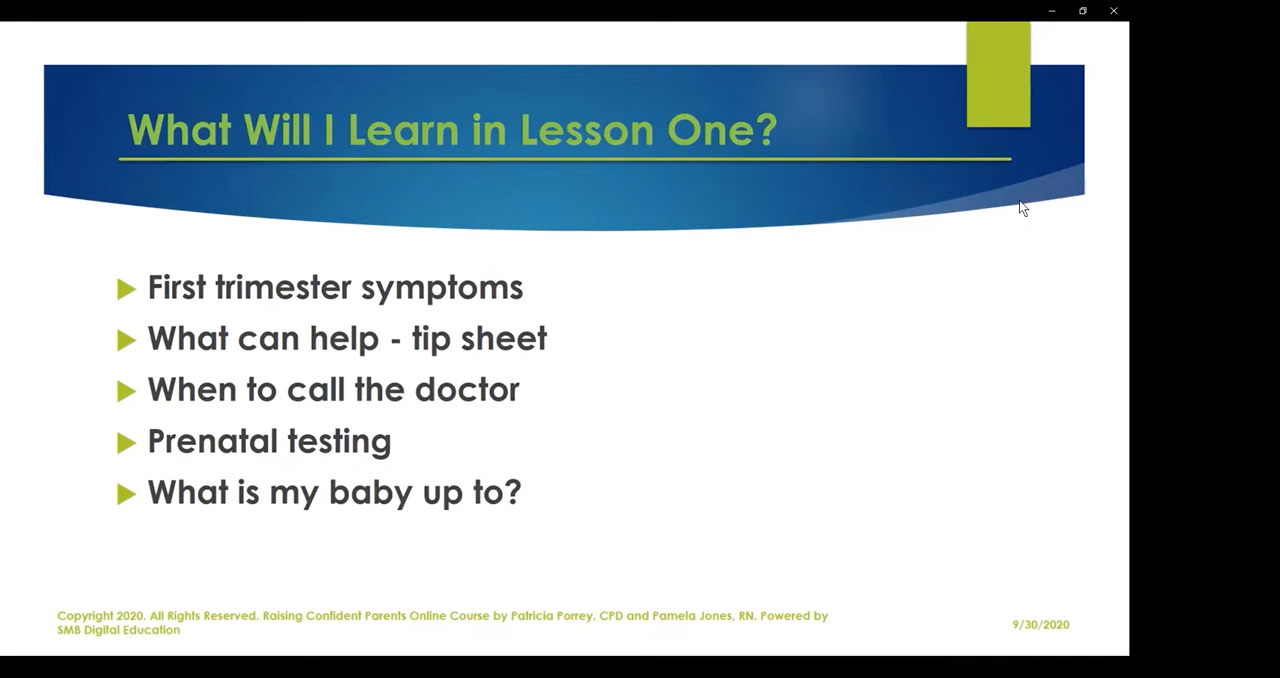 What Will I Learn in Lesson One?
First trimester symptoms
What can help - tip sheet
When to call the doctor
Prenatal testing
What is my baby up to?
Copyright 2020. All Rights Reserved. Raising Confident Parents Online Course by Patricia Porrey, CPD and Pamela Jones, RN. Powered by
SMB Digital Education
9/30/2020